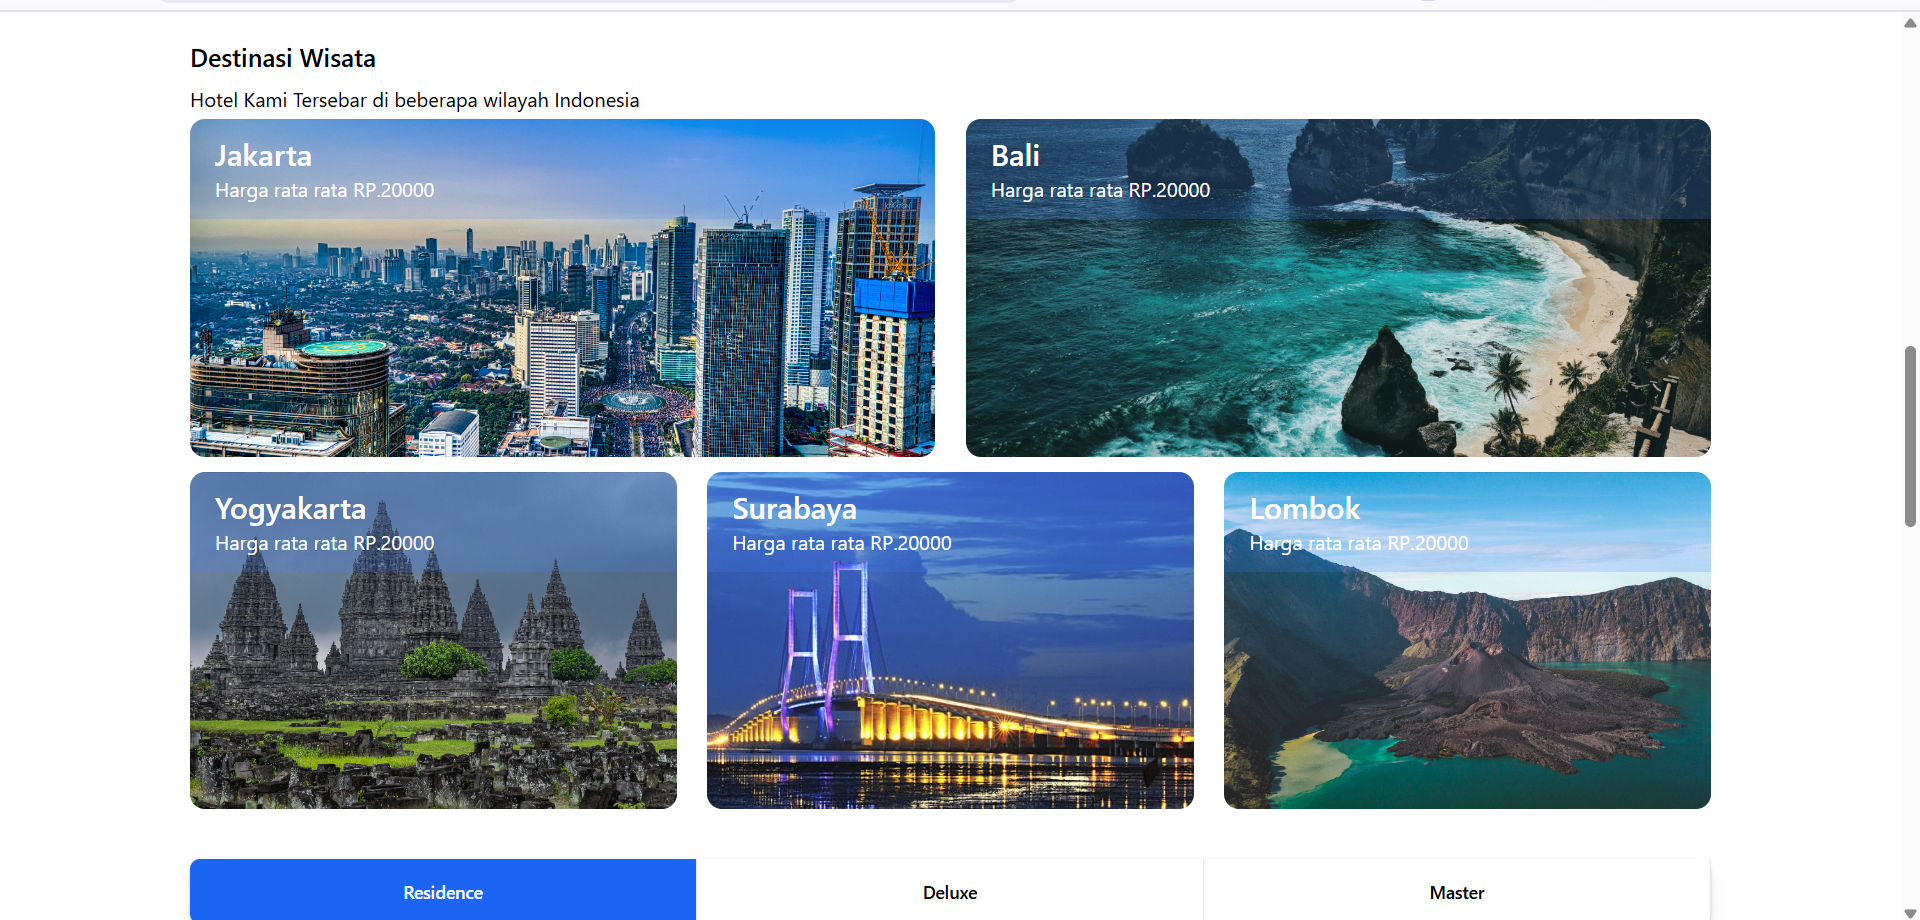 Destinasi Wisata
Hotel Kami Tersebar di beberapa wilayah Indonesia
Jakarta
Harga rata rata RP.20000
Bali
Harga rata rata RP.20000
Yogyakarta
Harga rata rata RP.20000
Surabaya
Harga rata rata RP.20000
Lombok
Harga rata rata RP.20000
Residence
Deluxe
Master